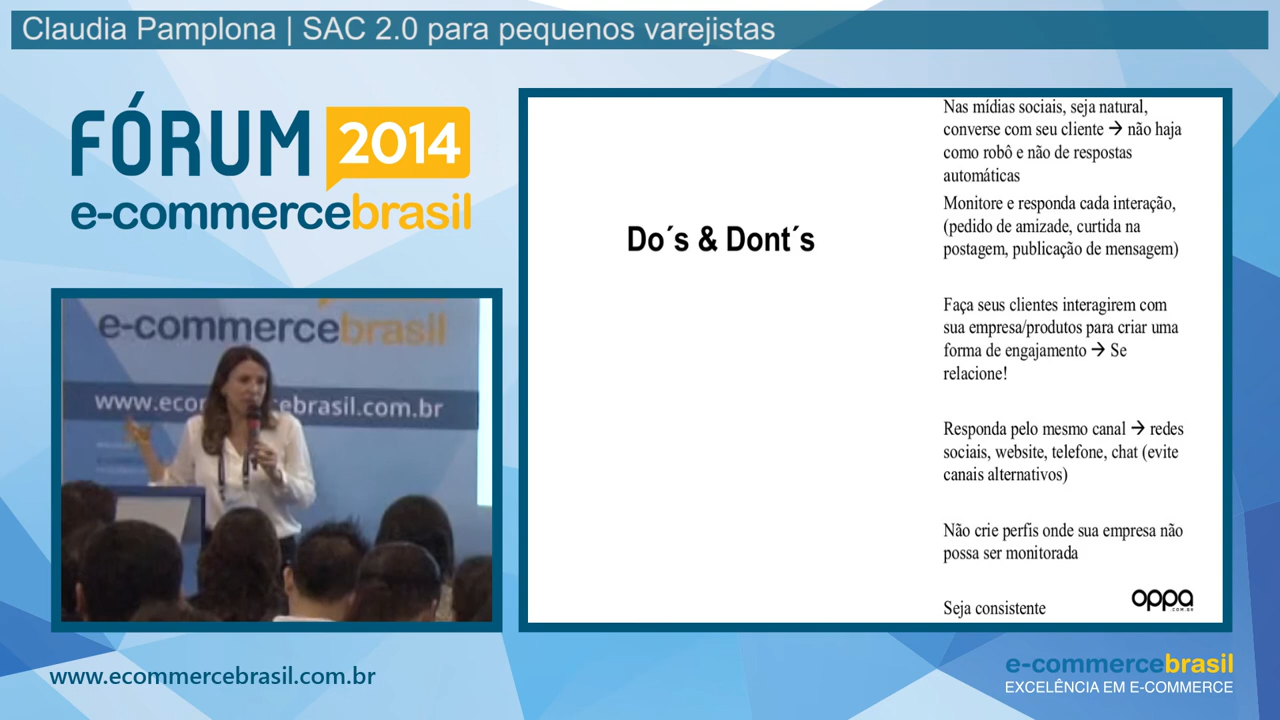 Claudia Pamplona | SAC 2.0 para pequenos varejistas
FÓRUM 2014
e-commercebrasil
e-commercebrasil
www.ecommercebrasil.com.br
Do´s & Dont´s
Nas mídias sociais, seja natural,
converse com seu cliente → não haja
como robô e não de respostas
automáticas
Monitore e responda cada interação,
(pedido de amizade, curtida na
postagem, publicação de mensagem)
Faça seus clientes interagirem com
sua empresa/produtos para criar uma
forma de engajamento → Se
relacione!
Responda pelo mesmo canal → redes
sociais, website, telefone, chat (evite
canais alternativos)
Não crie perfis onde sua empresa não
possa ser monitorada
Seja consistente
oppa
.COM.BR
www.ecommercebrasil.com.br
e-commercebrasil
EXCELÊNCIA EM E-COMMERCE